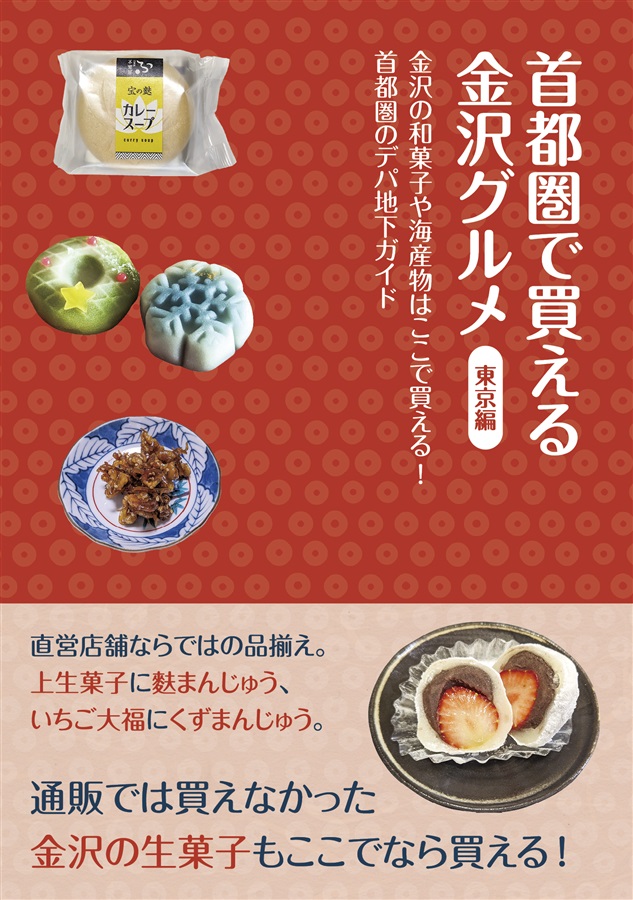 首都圏で買える
金沢グルメ
東京編
金沢の和菓子や海産物はここで買える！
首都圏のデパ地下ガイド
宝の麩
カレー
スープ
curry soup
直営店舗ならではの品揃え。
上生菓子に麩まんじゅう、
いちご大福にくずまんじゅう。
通販では買えなかった
金沢の生菓子もここでなら買える！